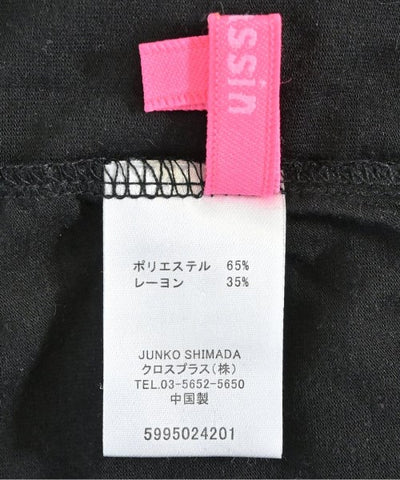 ssin
ポリエステル 65%
レーヨン 35%
JUNKO SHIMADA
クロスプラス(株)
TEL.03-5652-5650
中国製
5995024201